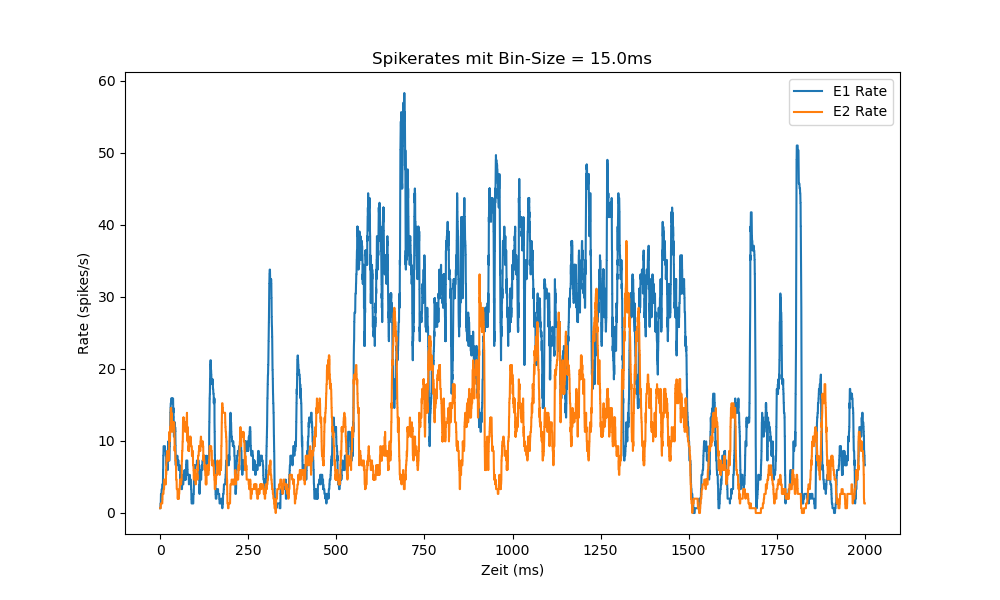 Spikerates mit Bin-Size = 15.0ms
E1 Rate
E2 Rate
60
50
40
30
20
10
0
Rate (spikes/s)
0 250 500 750 1000 1250 1500 1750 2000
Zeit (ms)